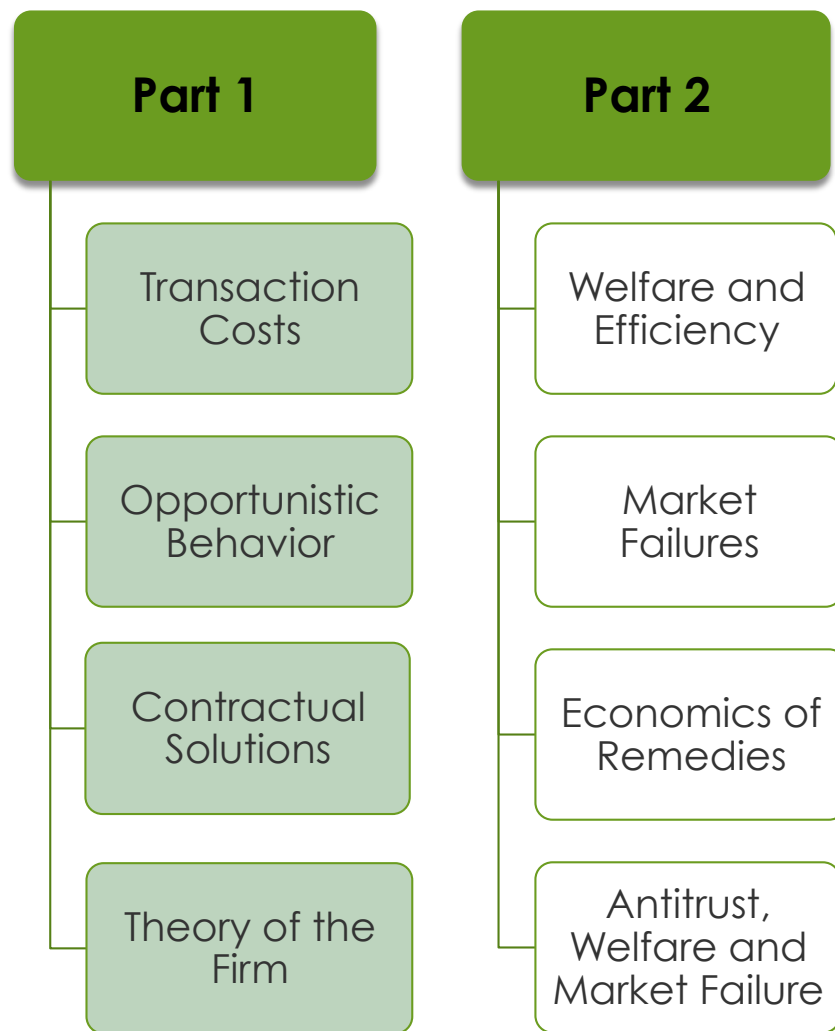 Part 1
Transaction
Costs
Opportunistic
Behavior
Contractual
Solutions
Theory of the
Firm
Part 2
Welfare and
Efficiency
Market
Failures
Economics of
Remedies
Antitrust,
Welfare and
Market Failure